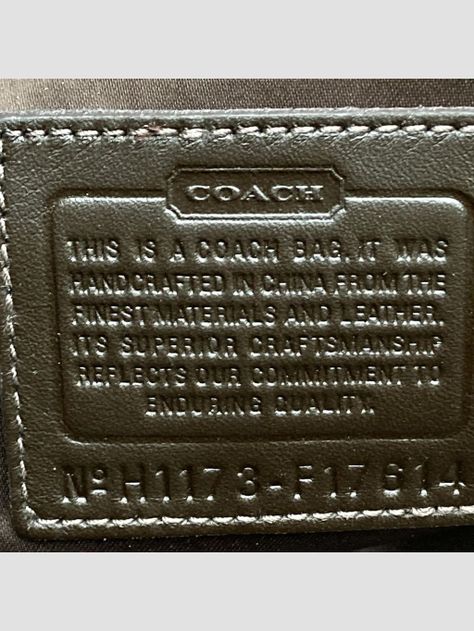 COACH
THIS IS A COACH BAG. IT WAS
HANDCRAFTED IN CHINA FROM THE
FINEST MATERIALS AND LEATHER.
ITS SUPERIOR CRAFTSMANSHIP
REFLECTS OUR COMMITMENT TO
ENDURING QUALITY.
Nº H1173-F17614